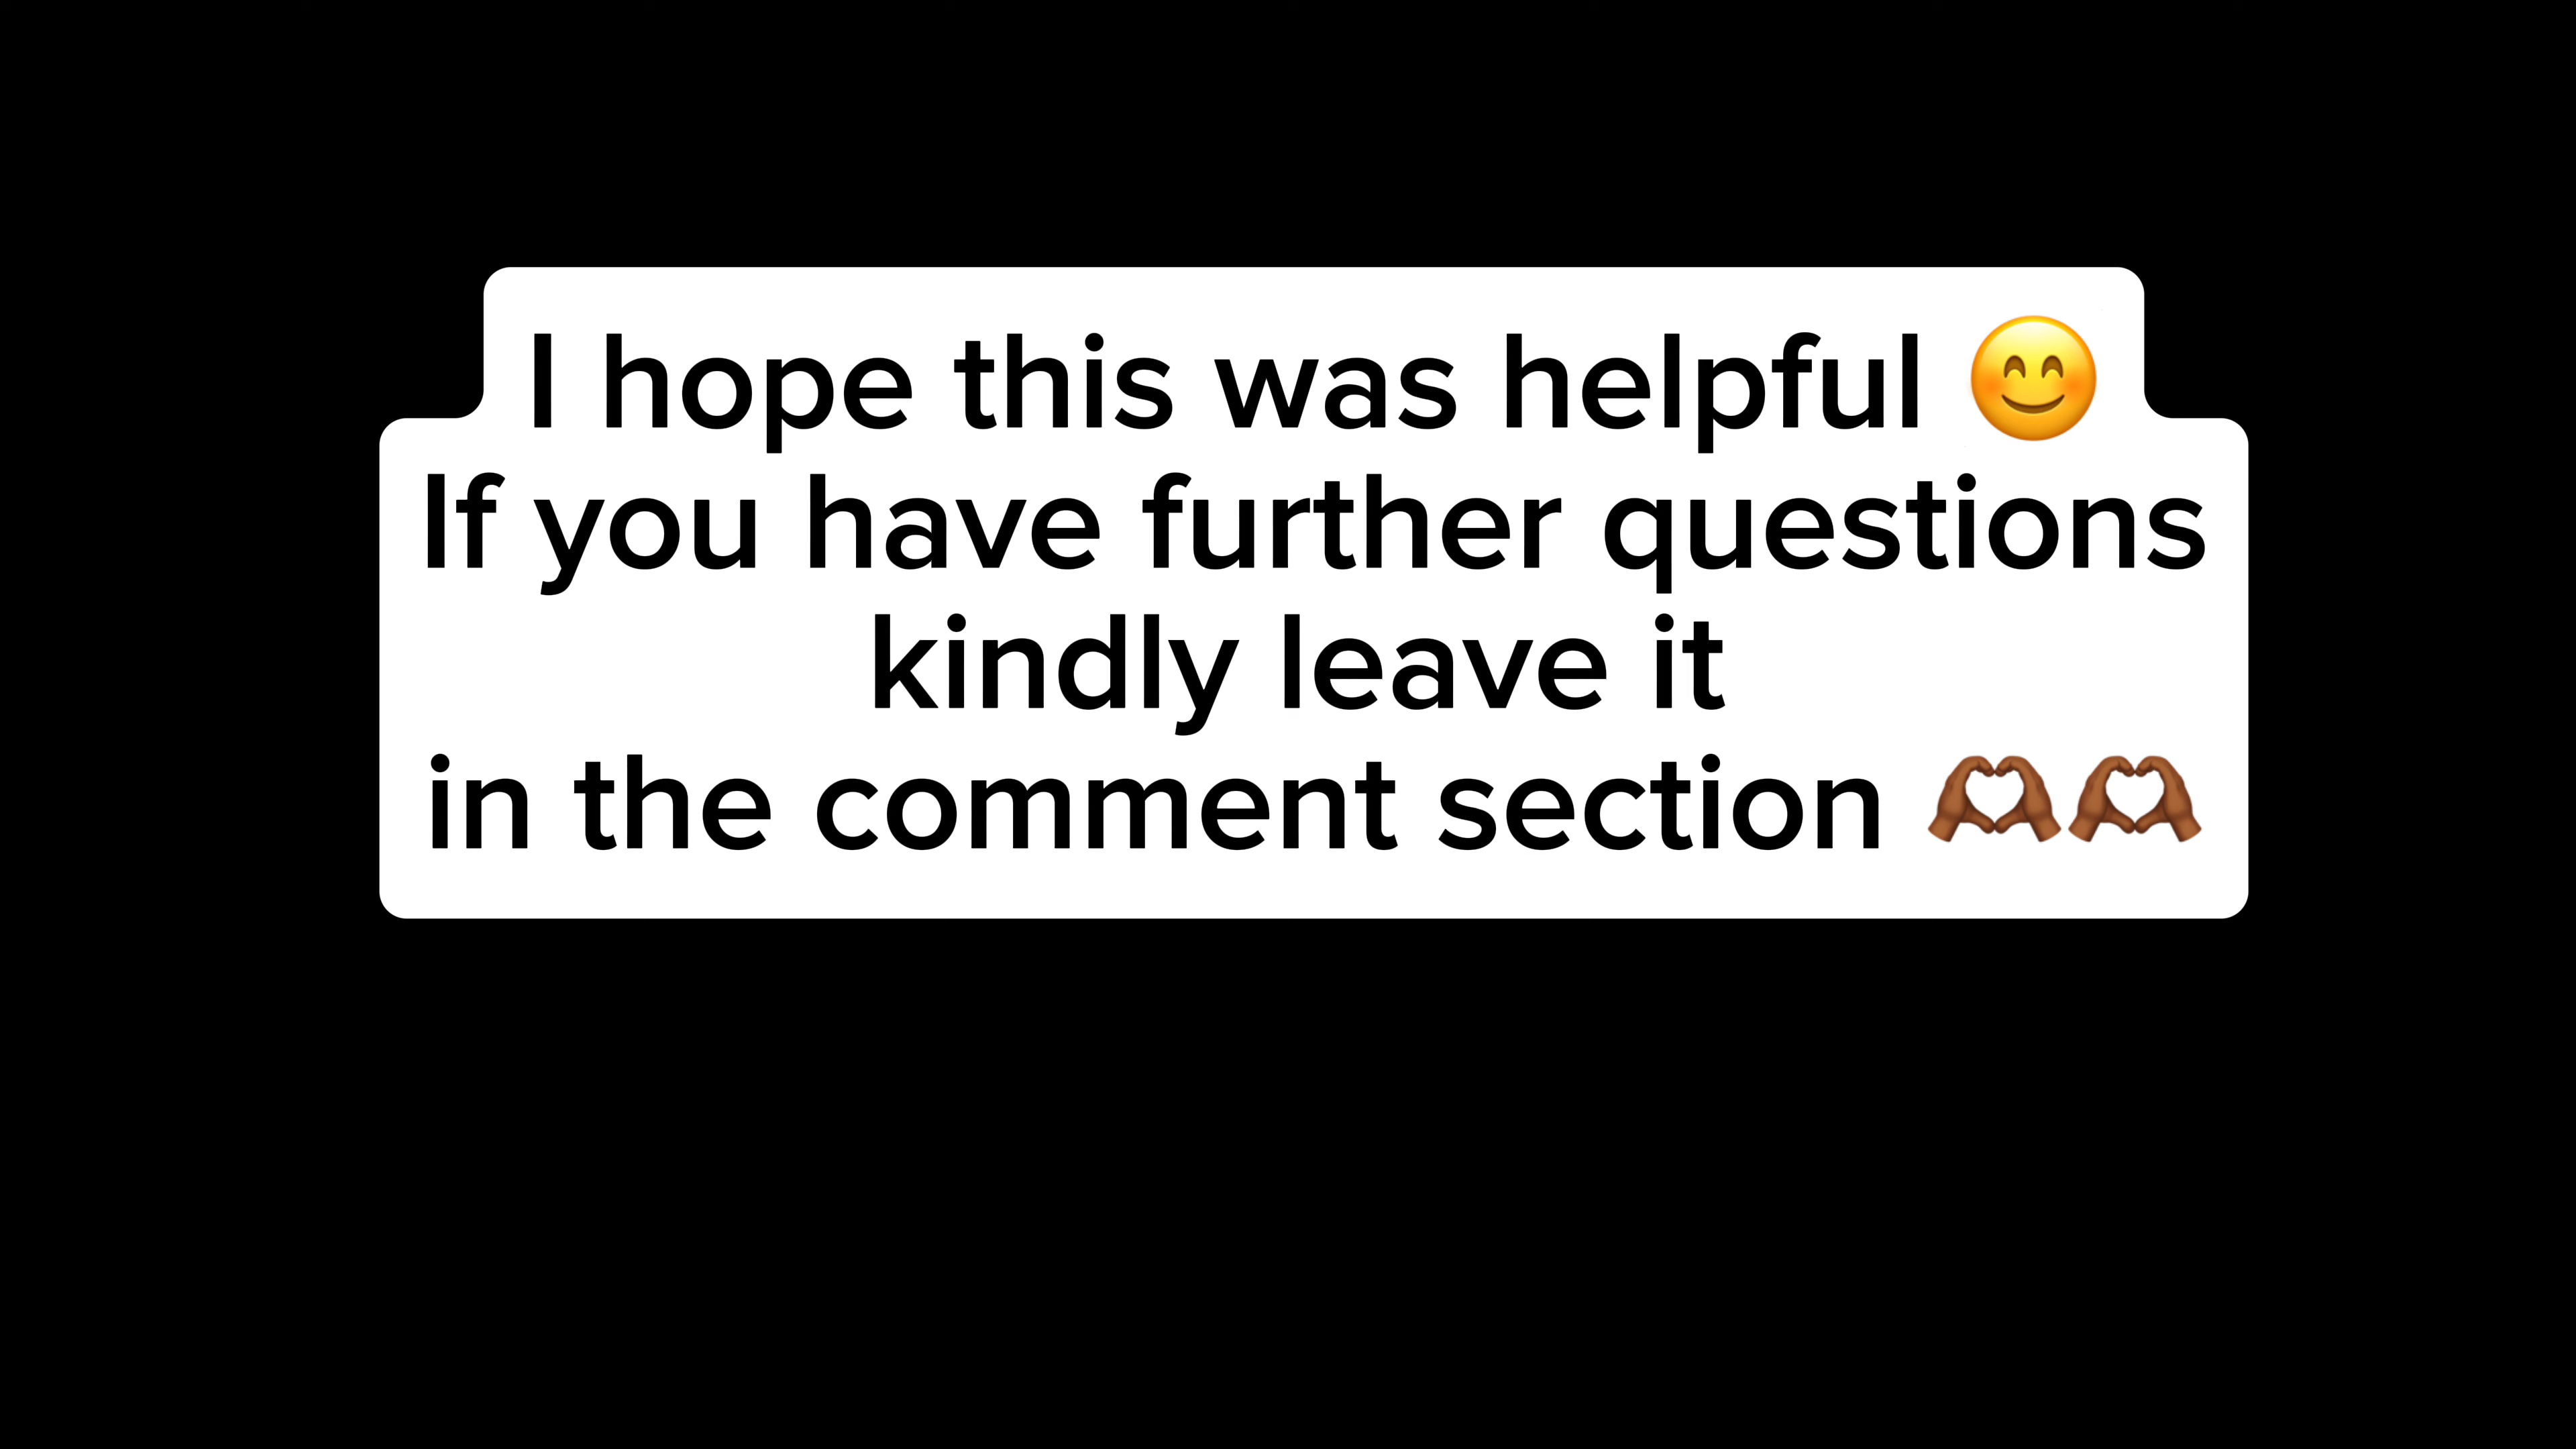 I hope this was helpful 😊
If you have further questions
kindly leave it
in the comment section 🫶🏾🫶🏾